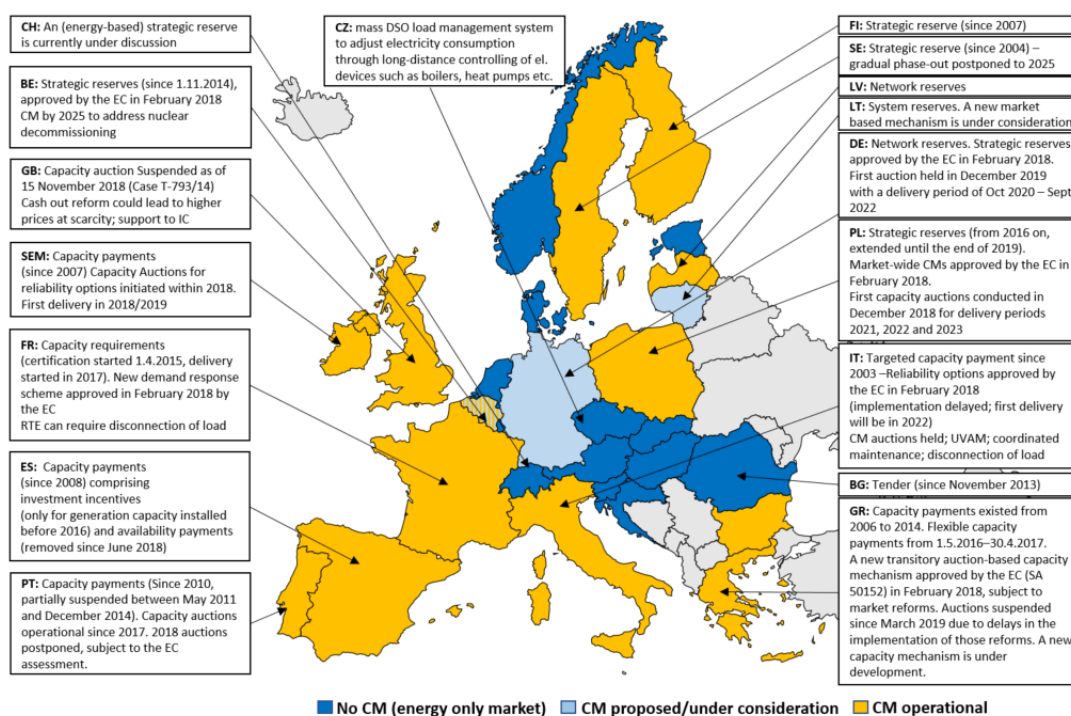 CH: An (energy-based) strategic reserve
is currently under discussion
BE: Strategic reserves (since 1.11.2014),
approved by the EC in February 2018
CM by 2025 to address nuclear
decommissioning
GB: Capacity auction Suspended as of
15 November 2018 (Case T-793/14)
Cash out reform could lead to higher
prices at scarcity; support to IC
SEM: Capacity payments
(since 2007) Capacity Auctions for
reliability options initiated within 2018.
First delivery in 2018/2019
FR: Capacity requirements
(certification started 1.4.2015, delivery
started in 2017). New demand response
scheme approved in February 2018 by
the EC
RTE can require disconnection of load
ES: Capacity payments
(since 2008) comprising
investment incentives
(only for generation capacity installed
before 2016) and availability payments
(removed since June 2018)
PT: Capacity payments (Since 2010,
partially suspended between May 2011
and December 2014). Capacity auctions
operational since 2017. 2018 auctions
postponed, subject to the EC
assessment.
CZ: mass DSO load management system
to adjust electricity consumption
through long-distance controlling of el.
devices such as boilers, heat pumps etc.
FI: Strategic reserve (since 2007)
SE: Strategic reserve (since 2004) –
gradual phase-out postponed to 2025
LV: Network reserves
LT: System reserves. A new market
based mechanism is under consideration
DE: Network reserves. Strategic reserves
approved by the EC in February 2018.
First auction held in December 2019
with a delivery period of Oct 2020 – Sept
2022
PL: Strategic reserves (from 2016 on,
extended until the end of 2019).
Market-wide CMs approved by the EC in
February 2018.
First capacity auctions conducted in
December 2018 for delivery periods
2021, 2022 and 2023
IT: Targeted capacity payment since
2003 –Reliability options approved by
the EC in February 2018
(implementation delayed; first delivery
will be in 2022)
CM auctions held; UVAM; coordinated
maintenance; disconnection of load
BG: Tender (since November 2013)
GR: Capacity payments existed from
2006 to 2014. Flexible capacity
payments from 1.5.2016–30.4.2017.
A new transitory auction-based capacity
mechanism approved by the EC (SA
50152) in February 2018, subject to
market reforms. Auctions suspended
since March 2019 due to delays in the
implementation of those reforms. A new
capacity mechanism is under
development.
No CM (energy only market) CM proposed/under consideration CM operational